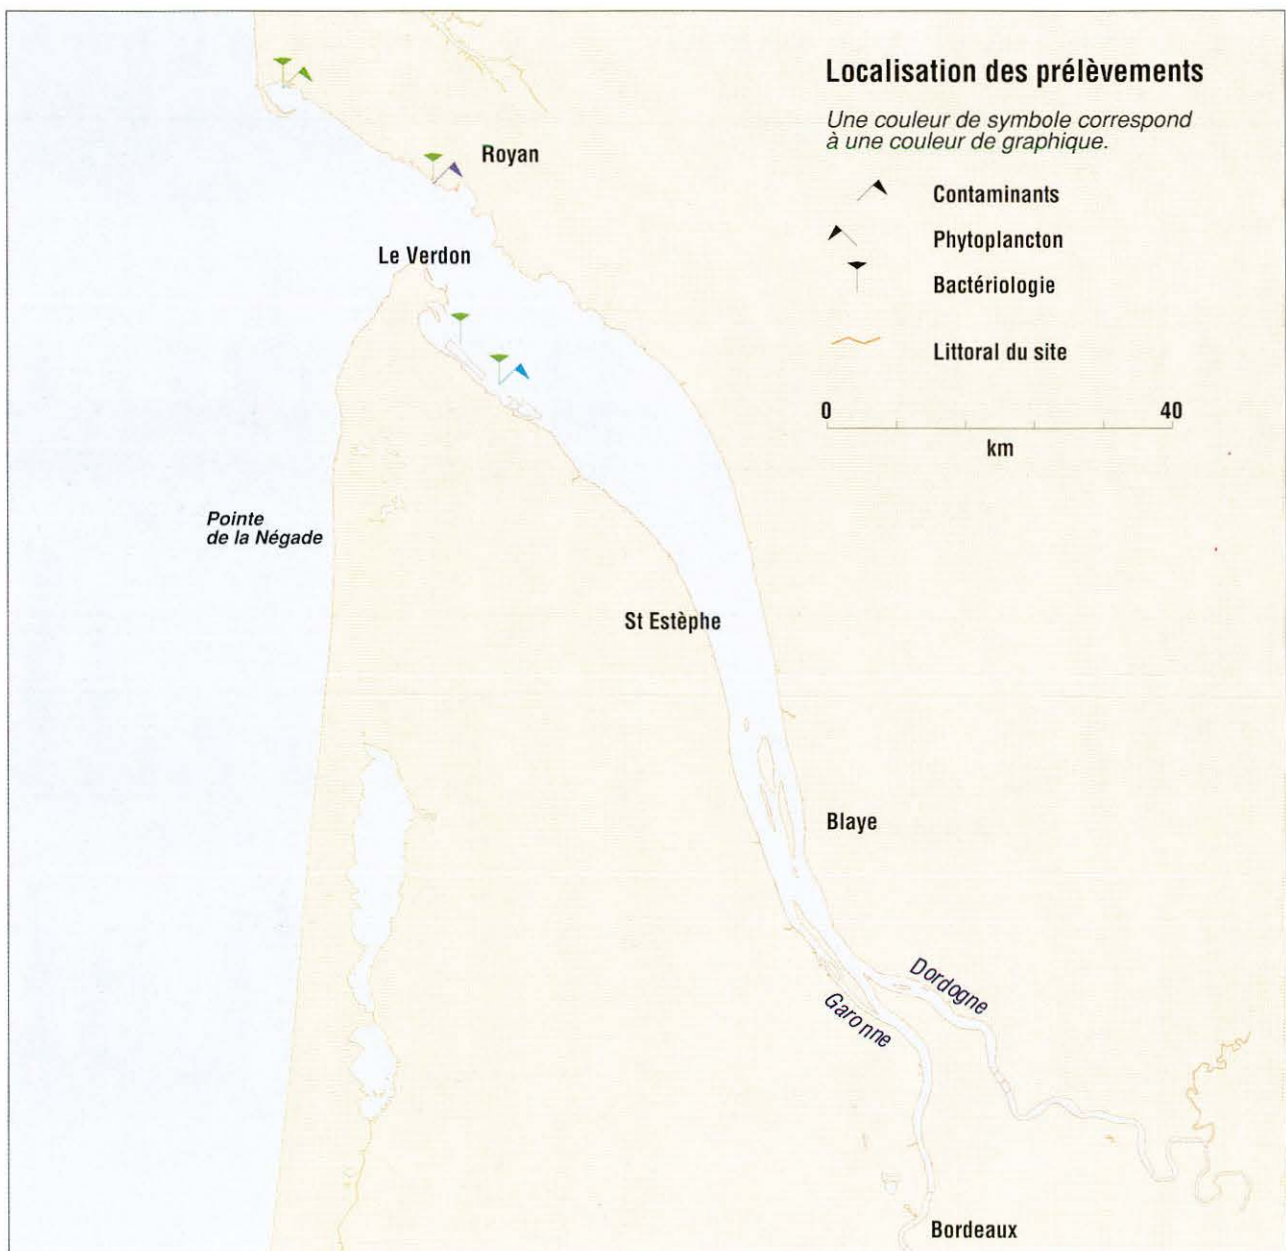 Localisation des prélèvements
Une couleur de symbole correspond
à une couleur de graphique.
Contaminants
Phytoplancton
Bactériologie
Littoral du site
0 40
km
Royan
Le Verdon
Pointe
de la Négade
St Estèphe
Blaye
Dordogne
Garonne
Bordeaux